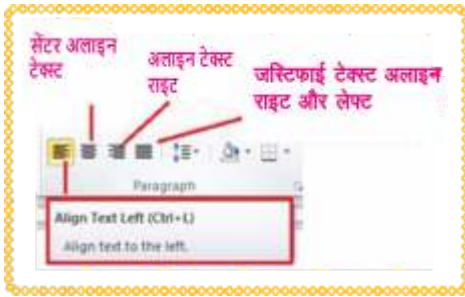 सेंटर अलाइन
टेक्स्ट
अलाइन टेक्स्ट
राइट
जस्टिफाई टेक्स्ट अलाइन
राइट और लेफ्ट
Paragraph
Align Text Left (Ctrl+L)
Align text to the left.